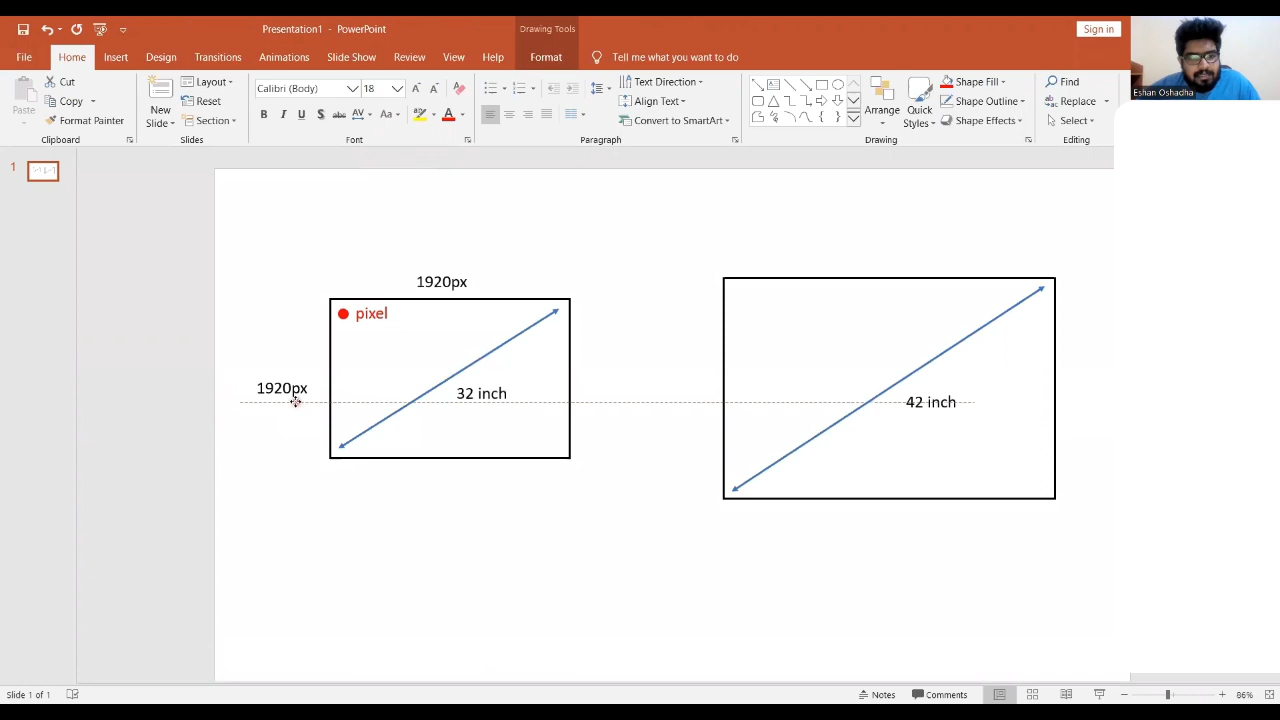 Presentation1 - PowerPoint
Drawing Tools
Sign in
File
Home
Insert
Design
Transitions
Animations
Slide Show
Review
View
Help
Format
Tell me what you want to do
Eshan Oshadha
Paste
Cut
Copy
Format Painter
Clipboard
New
Slide
Layout
Reset
Section
Slides
Calibri (Body)
18
B
I
U
S
abc
AV
Aa
A
Font
Text Direction
Align Text
Convert to SmartArt
Paragraph
Arrange
Quick
Styles
Shape Fill
Shape Outline
Shape Effects
Drawing
Find
Replace
Select
Editing
1
1920px
pixel
1920px
32 inch
42 inch
Slide 1 of 1
Notes
Comments
86%